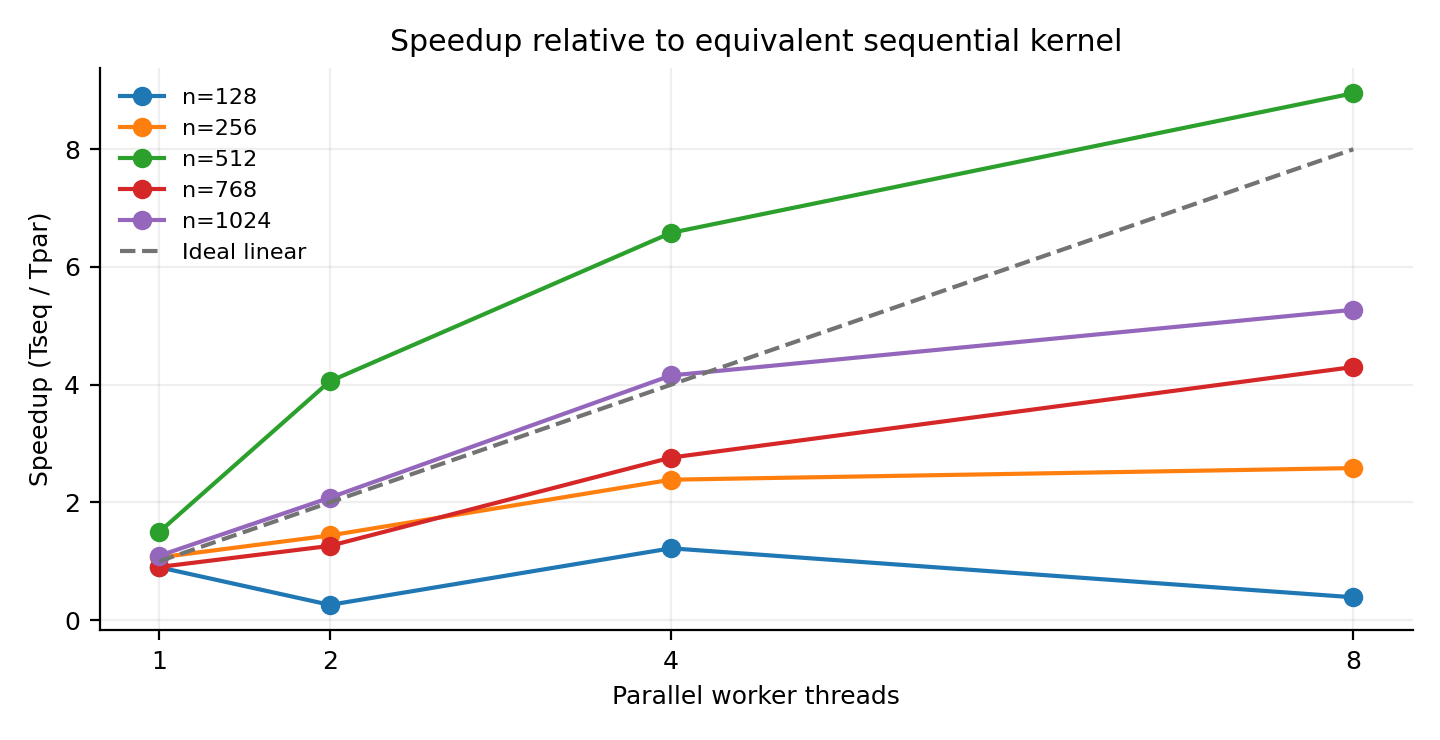 Speedup relative to equivalent sequential kernel
n=128
n=256
n=512
n=768
n=1024
Ideal linear
Speedup (Tseq / Tpar)
8
6
4
2
0
1 2 4 8
Parallel worker threads